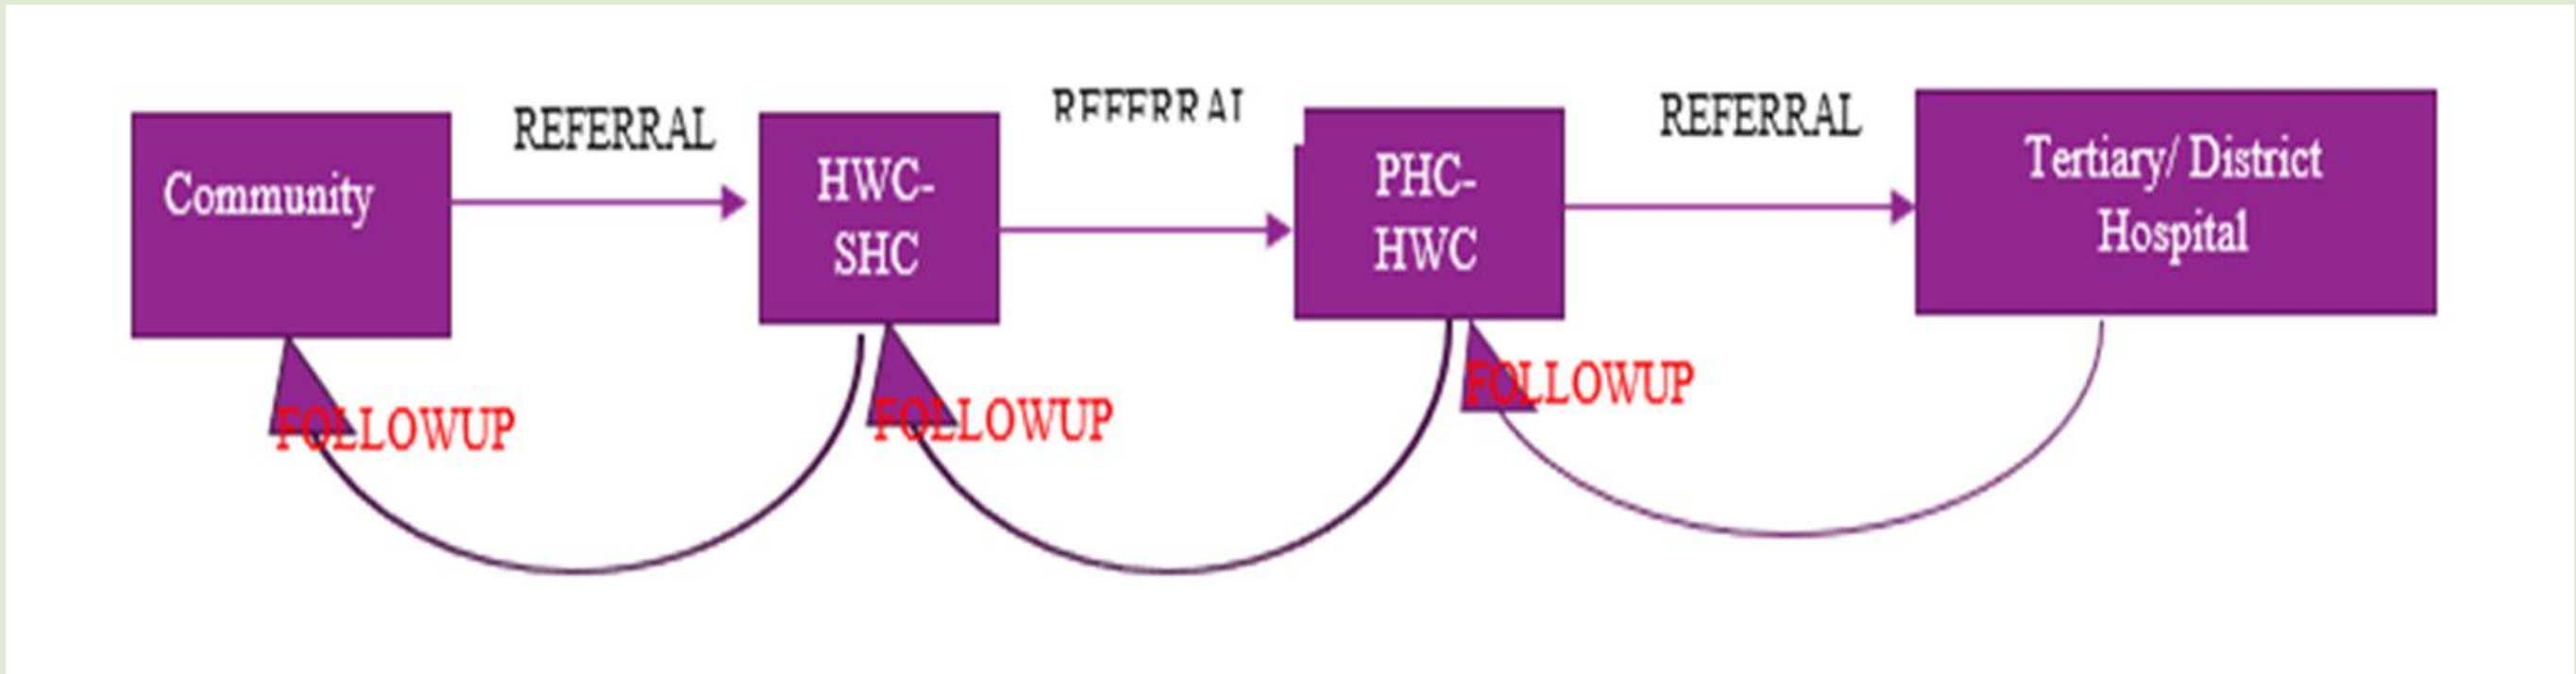 Community
REFERRAL
HWC-
SHC
REFERRAL
PHC-
HWC
REFERRAL
Tertiary/ District
Hospital
FOLLOWUP
FOLLOWUP
FOLLOWUP